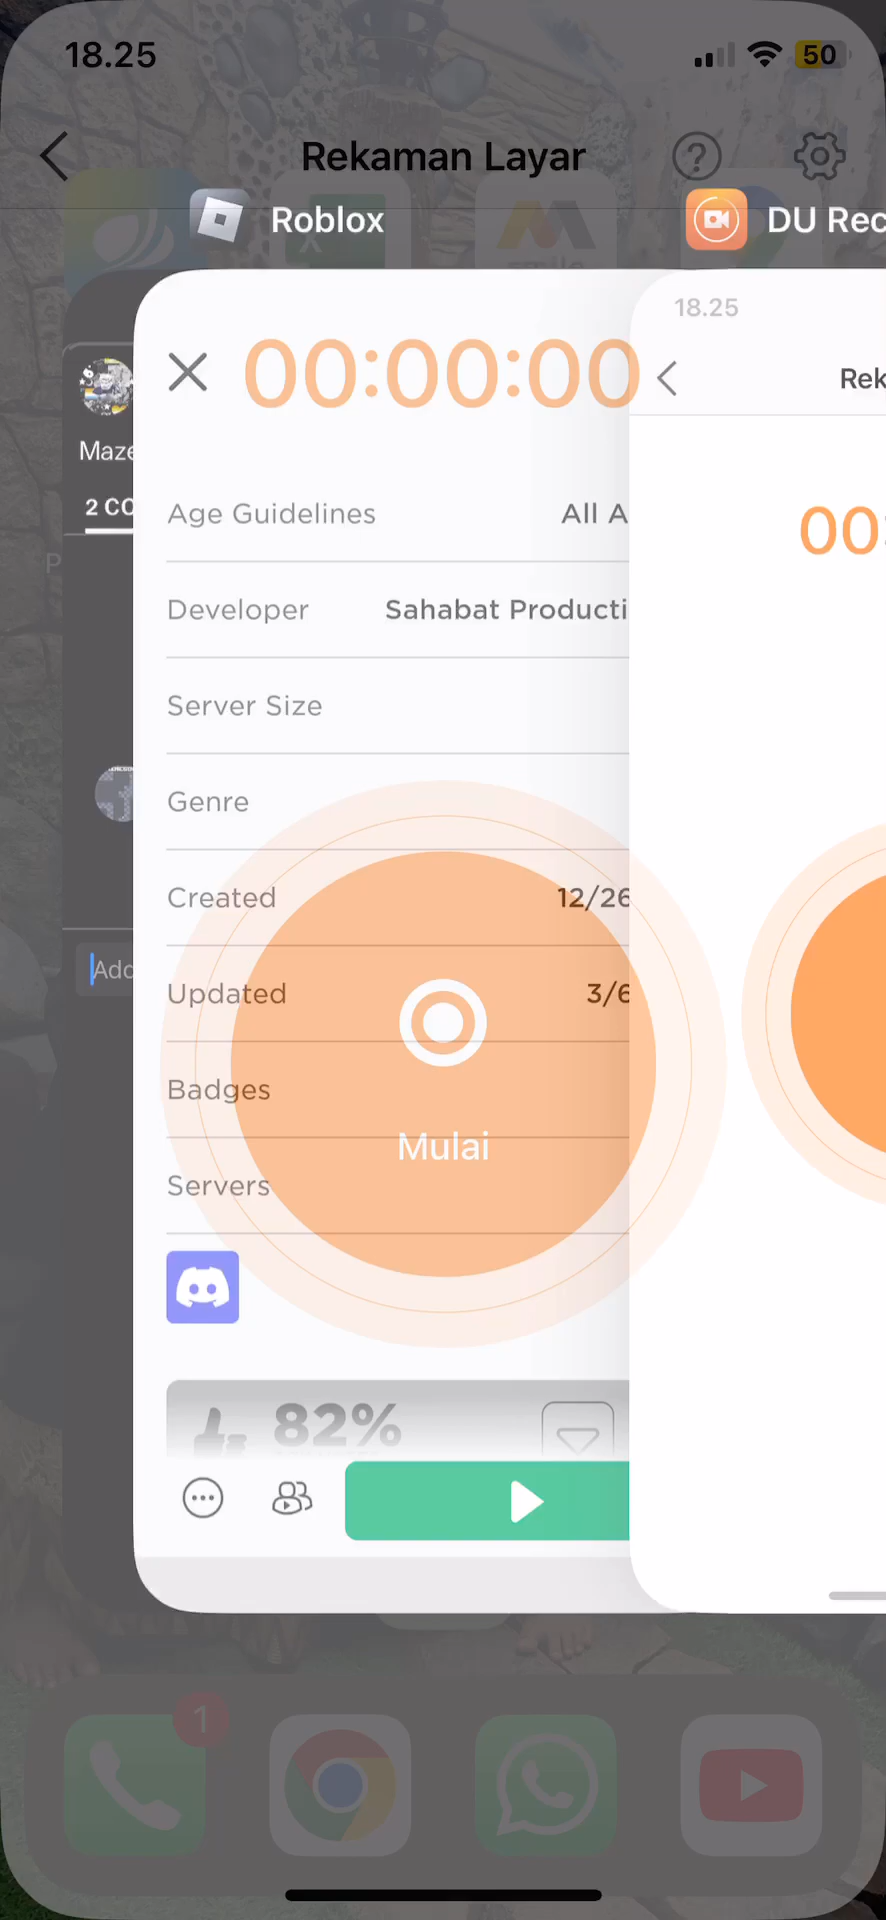 18.25
50
Rekaman Layar
Roblox
DU Rec
smile
18.25
00:00:00
Rek
Maze
2 CO
00:
Age Guidelines All A
Developer Sahabat Producti
Server Size
Genre
Created 12/26
Add
Updated 3/6
Badges
Mulai
Servers
82%
1